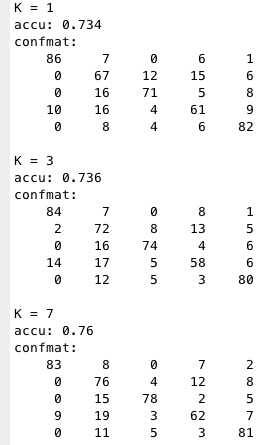 K = 1
accu: 0.734
confmat:
86 7 0 6 1
0 67 12 15 6
0 16 71 5 8
10 16 4 61 9
0 8 4 6 82
K = 3
accu: 0.736
confmat:
84 7 0 8 1
2 72 8 13 5
0 16 74 4 6
14 17 5 58 6
0 12 5 3 80
K = 7
accu: 0.76
confmat:
83 8 0 7 2
0 76 4 12 8
0 15 78 2 5
9 19 3 62 7
0 11 5 3 81